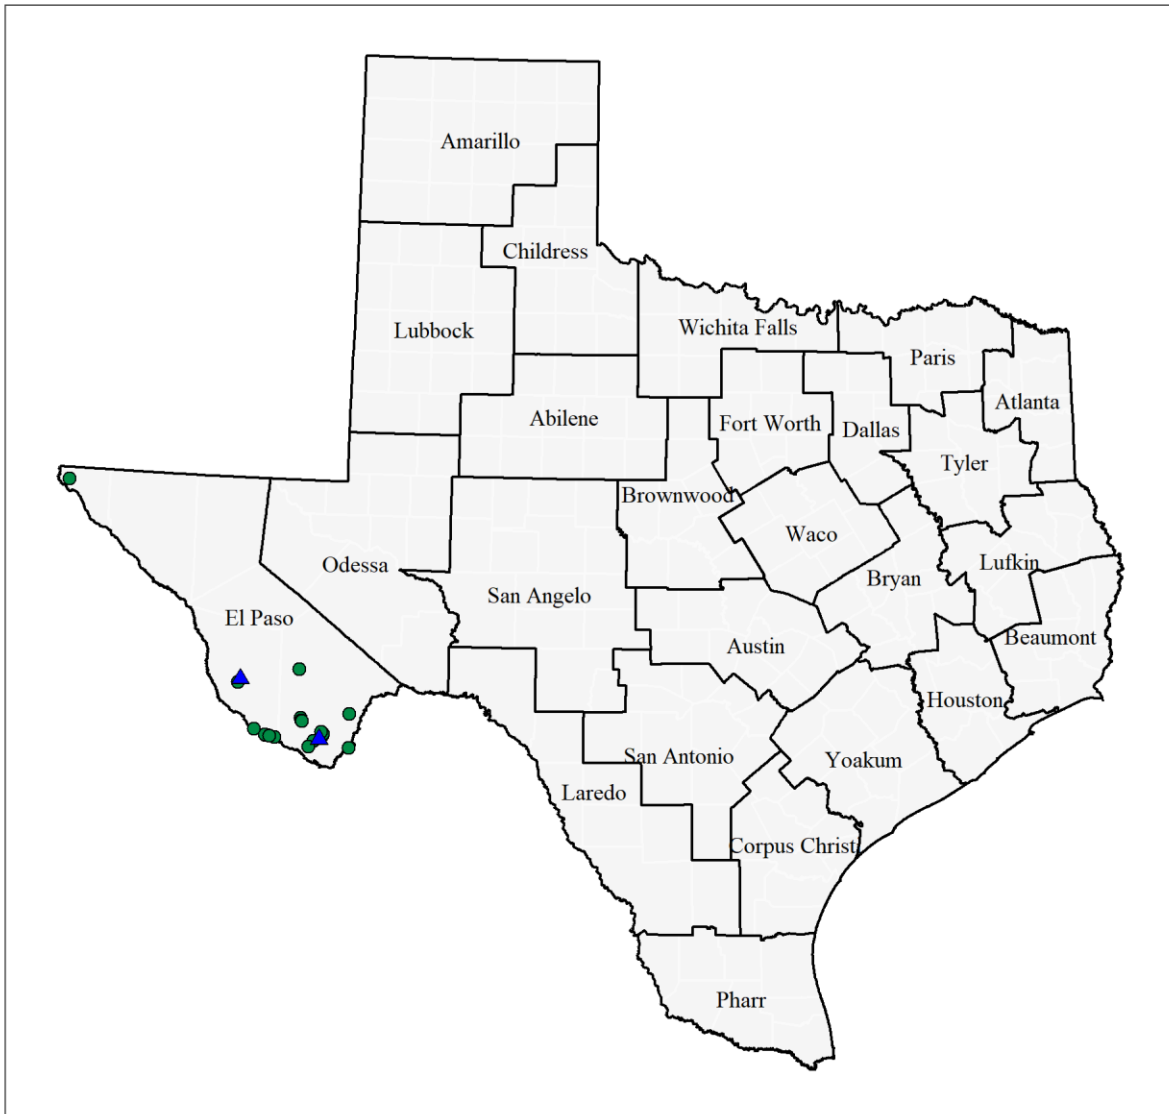 Amarillo
Childress
Lubbock
Wichita Falls
Paris
Atlanta
Abilene
Fort Worth
Dallas
Tyler
Brownwood
Waco
Odessa
San Angelo
Bryan
Lufkin
El Paso
Austin
Beaumont
Houston
San Antonio
Yoakum
Laredo
Corpus Christi
Pharr